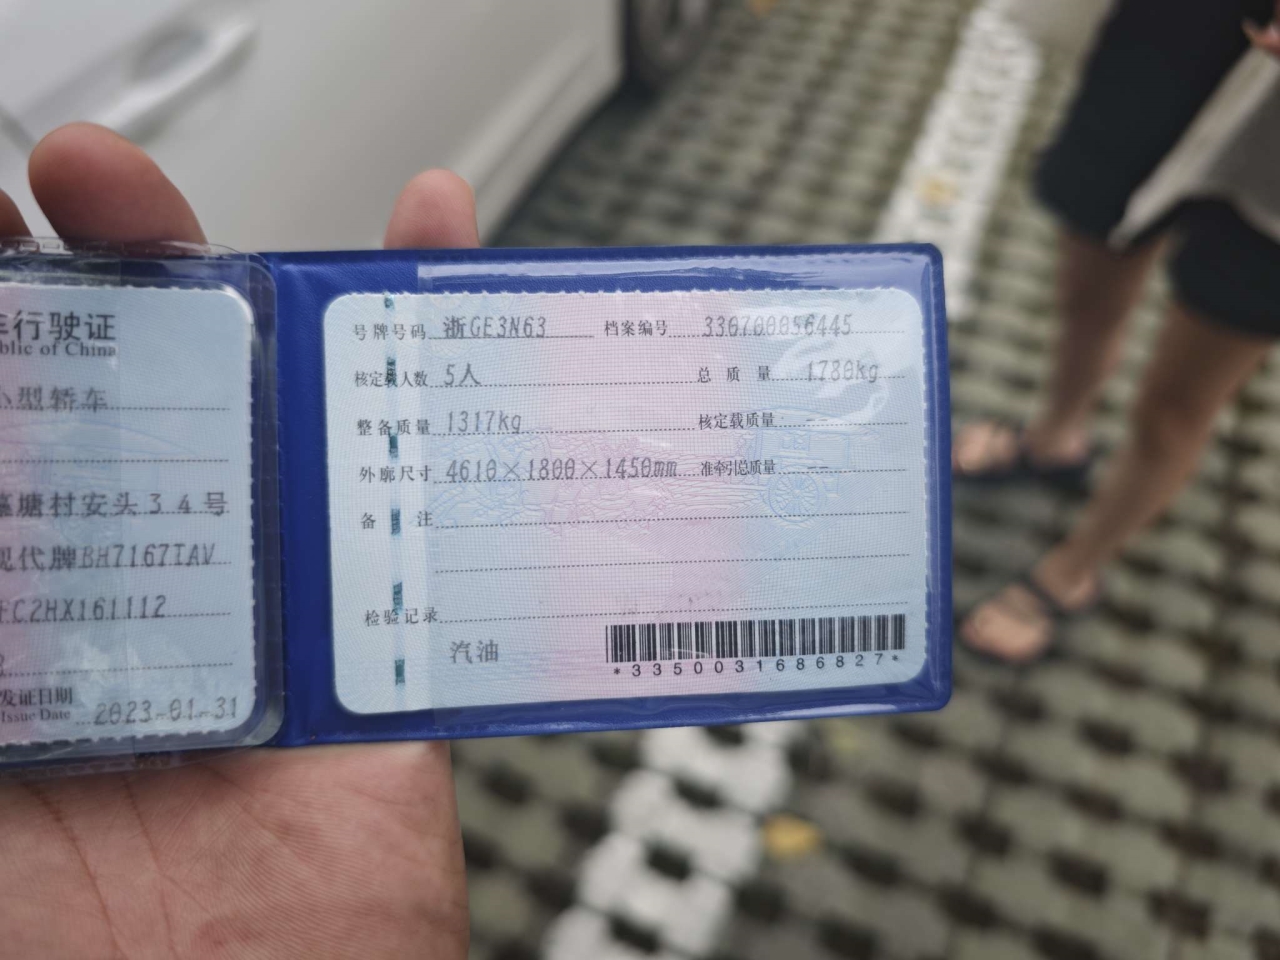 行驶证
blic of China
小型轿车
塘村安头34号
现代牌BH7167IAV
FC2HX161112
发证日期
Issue Date 2023-01-31
号牌号码 浙GE3N63 档案编号 330700856445
核定载人数 5人 总质量 1780kg
整备质量 1317kg 核定载质量 --
外廓尺寸 4610×1800×1450mm 准牵引总质量 --
备注
检验记录
汽油
*3350031686827*